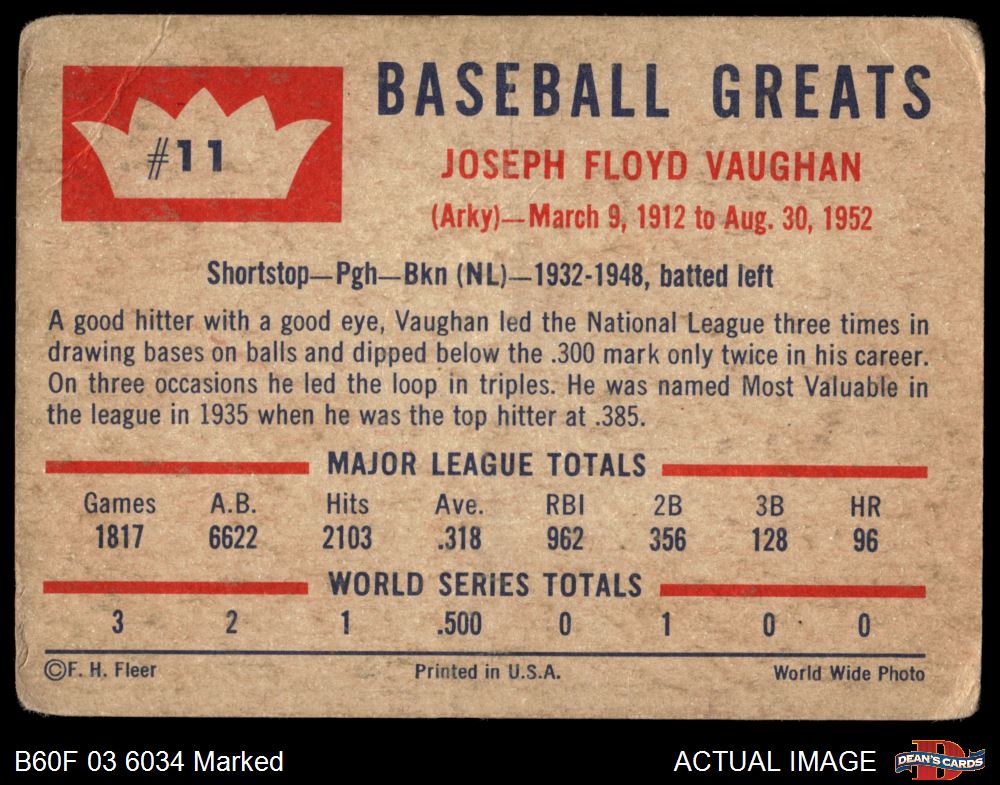 #11
BASEBALL GREATS
JOSEPH FLOYD VAUGHAN
(Arky)—March 9, 1912 to Aug. 30, 1952
Shortstop—Pgh—Bkn (NL)—1932-1948, batted left
A good hitter with a good eye, Vaughan led the National League three times in
drawing bases on balls and dipped below the .300 mark only twice in his career.
On three occasions he led the loop in triples. He was named Most Valuable in
the league in 1935 when he was the top hitter at .385.
MAJOR LEAGUE TOTALS
Games A.B. Hits Ave. RBI 2B 3B HR
1817 6622 2103 .318 962 356 128 96
WORLD SERIES TOTALS
3 2 1 .500 0 1 0 0
©F. H. Fleer Printed in U.S.A. World Wide Photo
B60F 03 6034 Marked ACTUAL IMAGE D DEAN'S CARDS